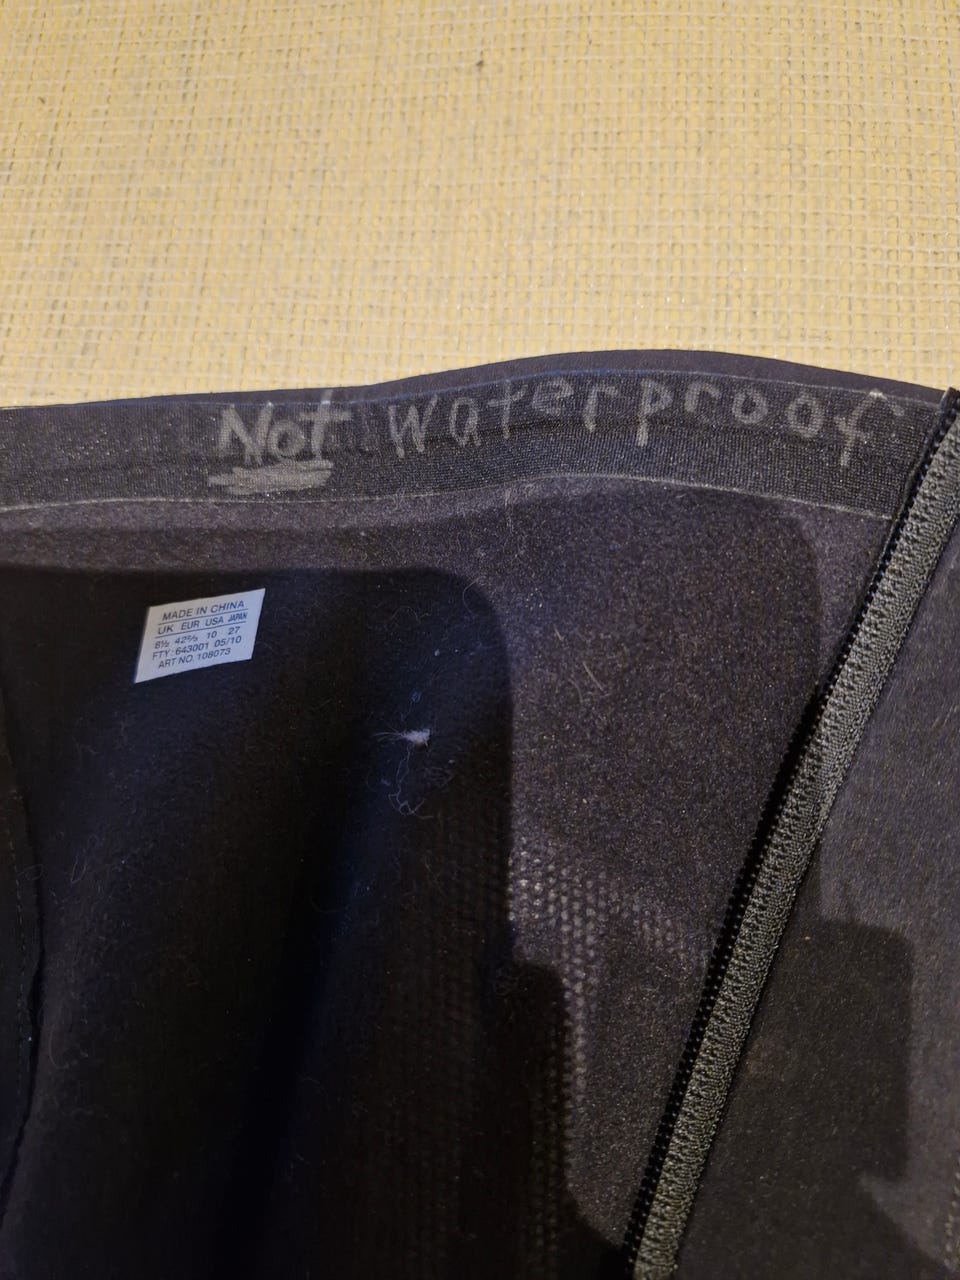 Not waterproof
MADE IN CHINA
UK EUR USA JAPAN
8½ 42⅔ 10 27
FTY: 643001 05/10
ART NO. 108073